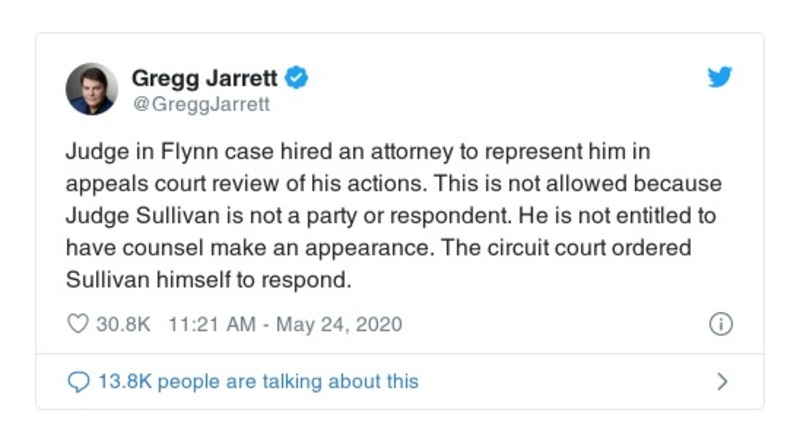 Gregg Jarrett
@GreggJarrett
Judge in Flynn case hired an attorney to represent him in
appeals court review of his actions. This is not allowed because
Judge Sullivan is not a party or respondent. He is not entitled to
have counsel make an appearance. The circuit court ordered
Sullivan himself to respond.
30.8K 11:21 AM - May 24, 2020
13.8K people are talking about this